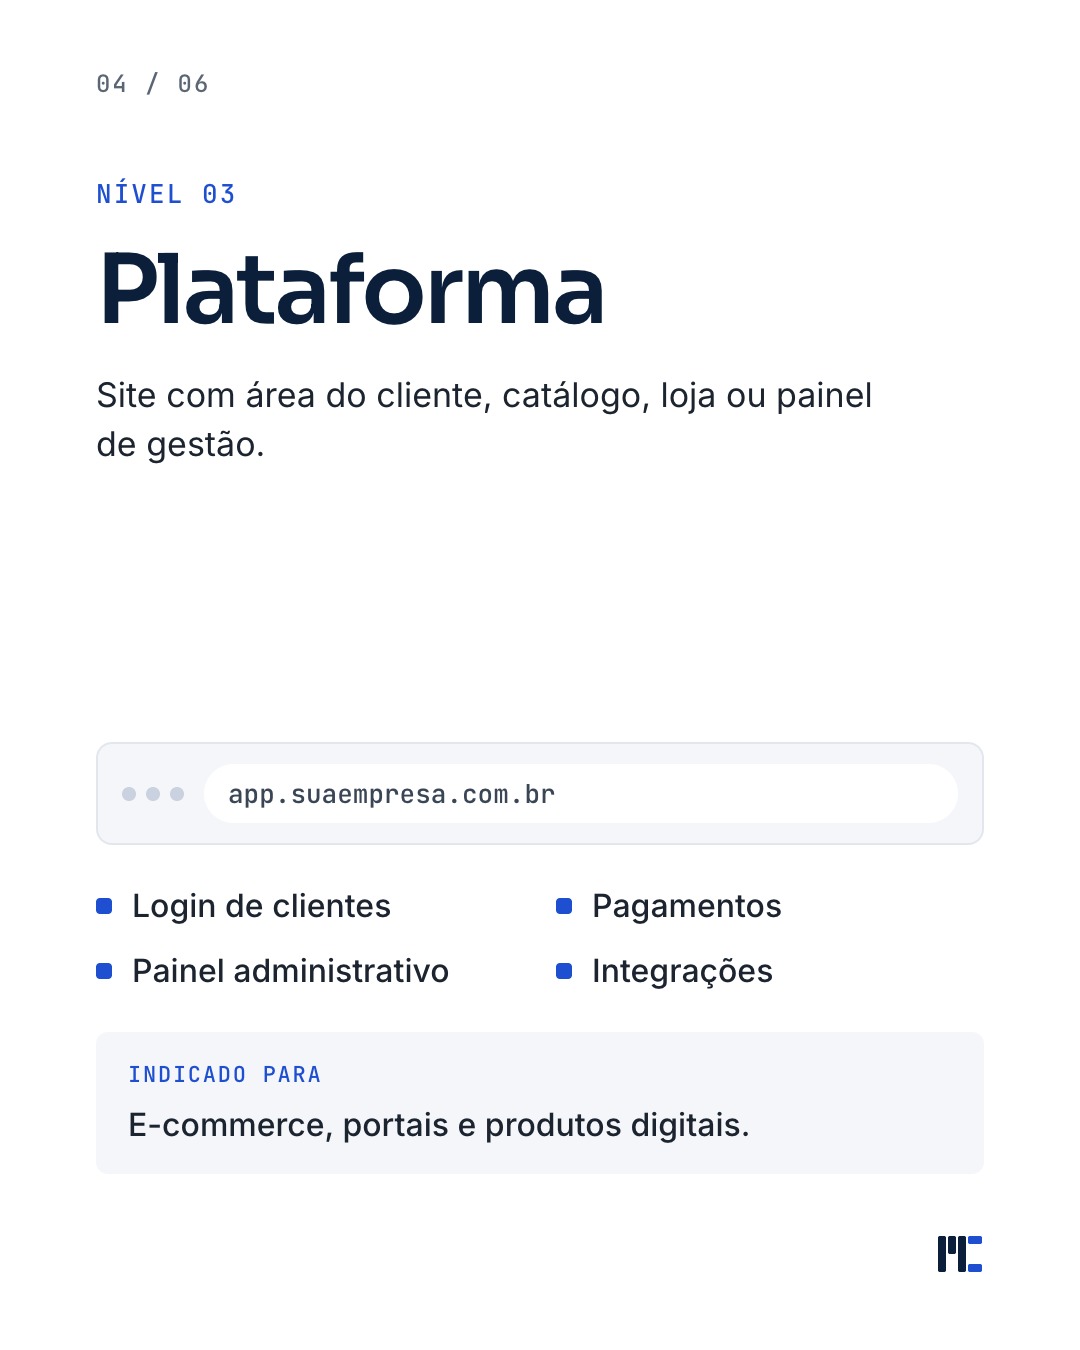 04 / 06
NÍVEL 03
Plataforma
Site com área do cliente, catálogo, loja ou painel
de gestão.
app.suaempresa.com.br
Login de clientes
Pagamentos
Painel administrativo
Integrações
INDICADO PARA
E-commerce, portais e produtos digitais.
MC